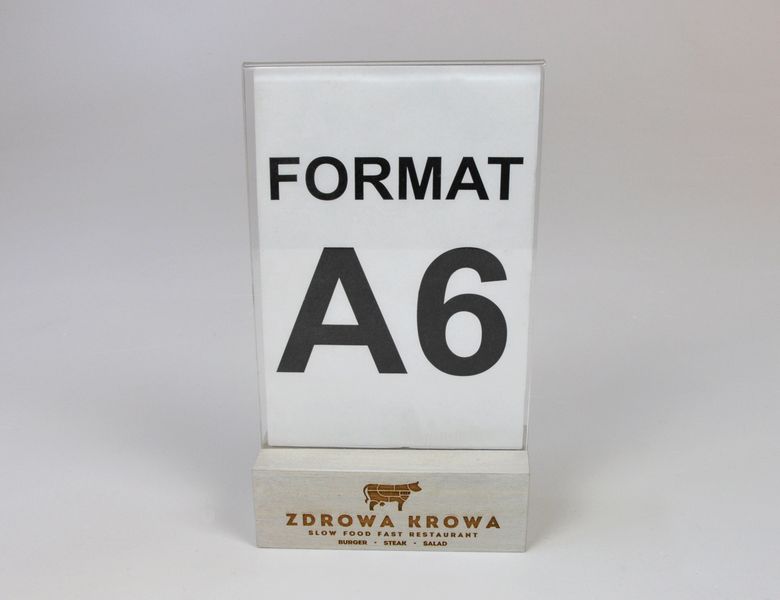 FORMAT
A6
ZDROWA KROWA
SLOW FOOD FAST RESTAURANT
BURGER - STEAK - SALAD